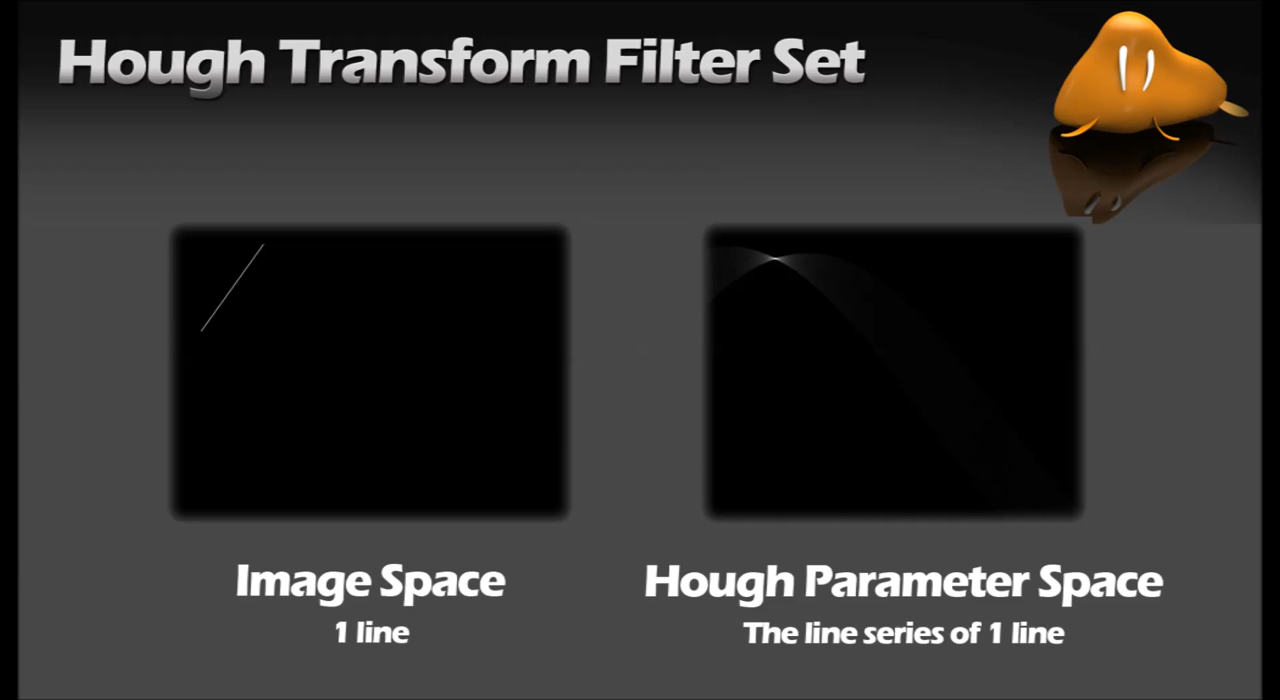 Hough Transform Filter Set
Image Space
1 line
Hough Parameter Space
The line series of 1 line